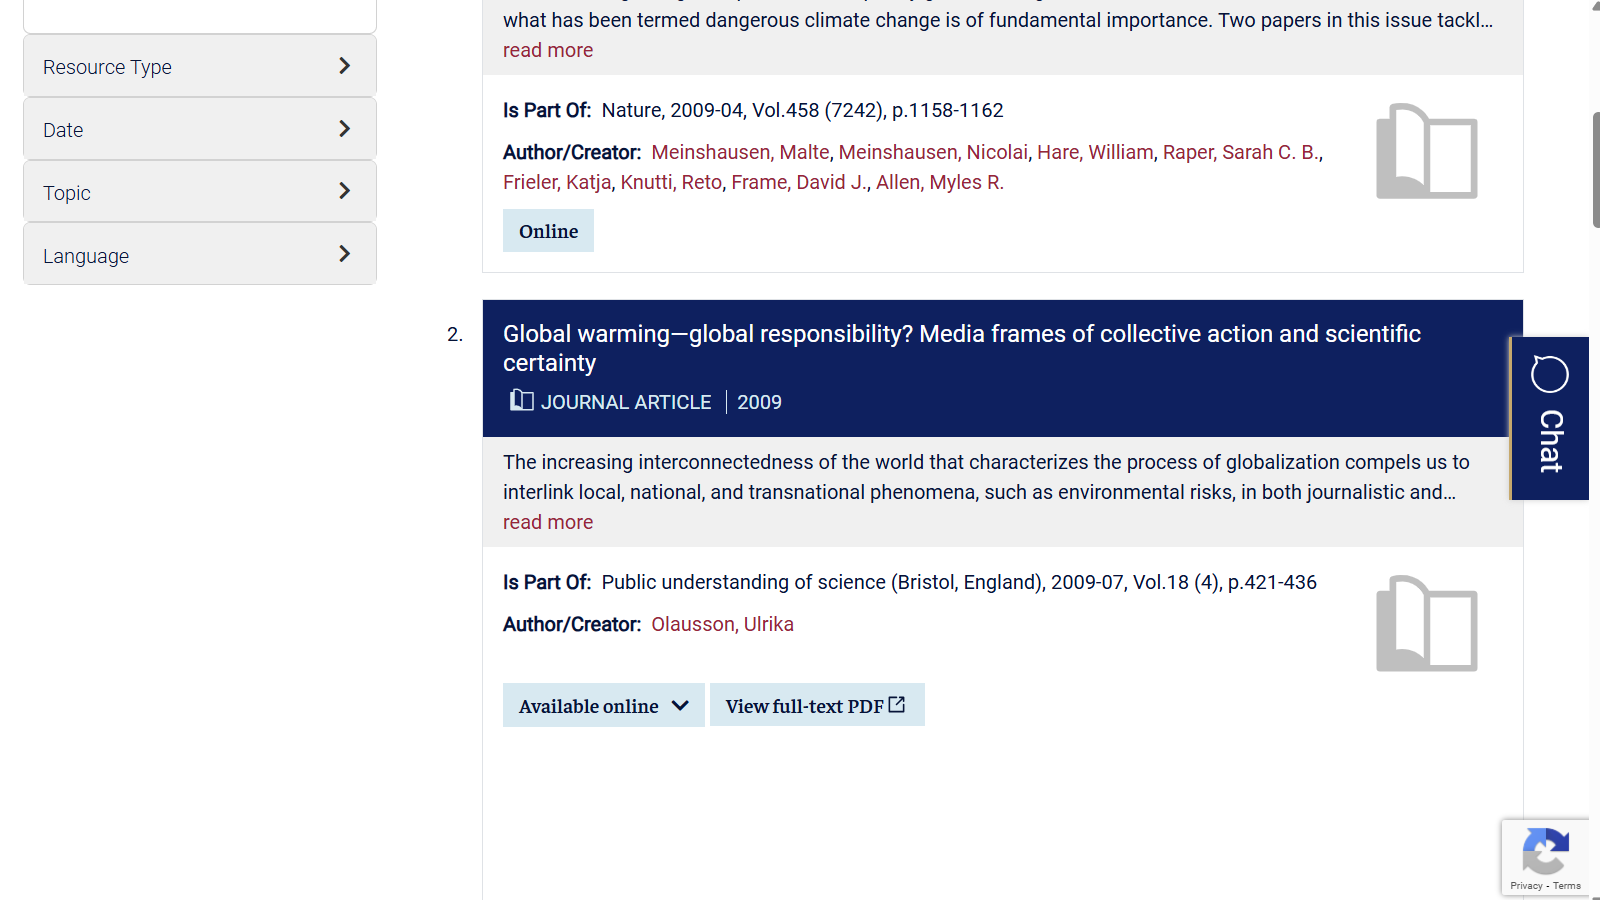 what has been termed dangerous climate change is of fundamental importance. Two papers in this issue tackl...
read more
Resource Type
Date
Topic
Language
Is Part Of: Nature, 2009-04, Vol.458 (7242), p.1158-1162
Author/Creator: Meinshausen, Malte, Meinshausen, Nicolai, Hare, William, Raper, Sarah C. B.,
Frieler, Katja, Knutti, Reto, Frame, David J., Allen, Myles R.
Online
2.
Global warming—global responsibility? Media frames of collective action and scientific
certainty
JOURNAL ARTICLE | 2009
The increasing interconnectedness of the world that characterizes the process of globalization compels us to
interlink local, national, and transnational phenomena, such as environmental risks, in both journalistic and...
read more
Is Part Of: Public understanding of science (Bristol, England), 2009-07, Vol.18 (4), p.421-436
Author/Creator: Olausson, Ulrika
Available online
View full-text PDF
Chat
Privacy - Terms